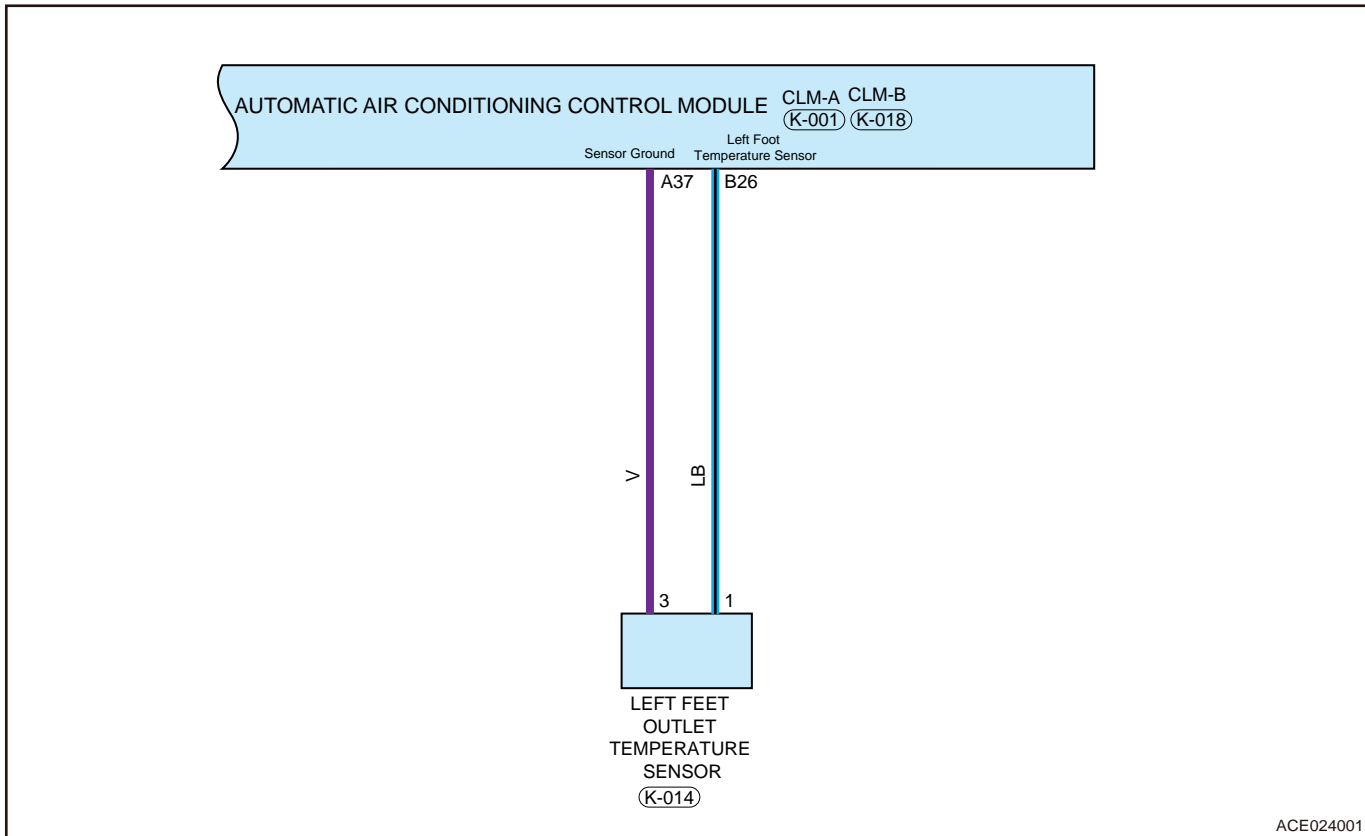 AUTOMATIC AIR CONDITIONING CONTROL MODULE
CLM-A CLM-B
K-001 K-018
Sensor Ground
Left Foot
Temperature Sensor
A37 B26
V LB
3 1
LEFT FEET
OUTLET
TEMPERATURE
SENSOR
K-014
ACE024001